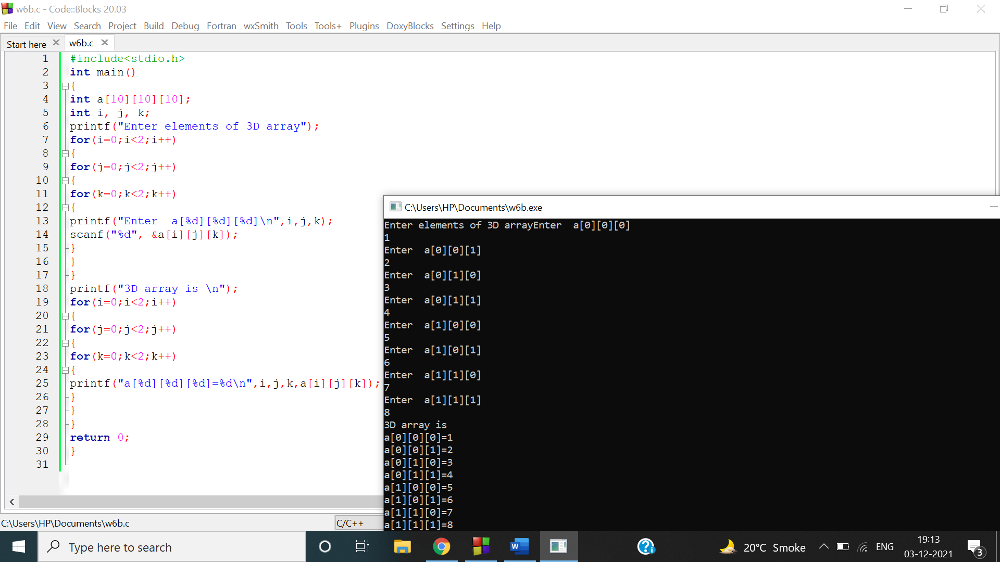 w6b.c - Code::Blocks 20.03
File Edit View Search Project Build Debug Fortran wxSmith Tools Tools+ Plugins DoxyBlocks Settings Help
Start here w6b.c
1 #include<stdio.h>
2 int main()
3 {
4 int a[10][10][10];
5 int i, j, k;
6 printf("Enter elements of 3D array");
7 for(i=0;i<2;i++)
8 {
9 for(j=0;j<2;j++)
10 {
11 for(k=0;k<2;k++)
12 {
13 printf("Enter  a[%d][%d][%d]\n",i,j,k);
14 scanf("%d", &a[i][j][k]);
15 }
16 }
17 }
18 printf("3D array is \n");
19 for(i=0;i<2;i++)
20 {
21 for(j=0;j<2;j++)
22 {
23 for(k=0;k<2;k++)
24 {
25 printf("a[%d][%d][%d]=%d\n",i,j,k,a[i][j][k]);
26 }
27 }
28 }
29 return 0;
30 }
31
C:\Users\HP\Documents\w6b.exe
Enter elements of 3D arrayEnter  a[0][0][0]
1
Enter  a[0][0][1]
2
Enter  a[0][1][0]
3
Enter  a[0][1][1]
4
Enter  a[1][0][0]
5
Enter  a[1][0][1]
6
Enter  a[1][1][0]
7
Enter  a[1][1][1]
8
3D array is
a[0][0][0]=1
a[0][0][1]=2
a[0][1][0]=3
a[0][1][1]=4
a[1][0][0]=5
a[1][0][1]=6
a[1][1][0]=7
a[1][1][1]=8
C:\Users\HP\Documents\w6b.c C/C++
Type here to search
W
20°C Smoke
ENG
19:13
03-12-2021
3